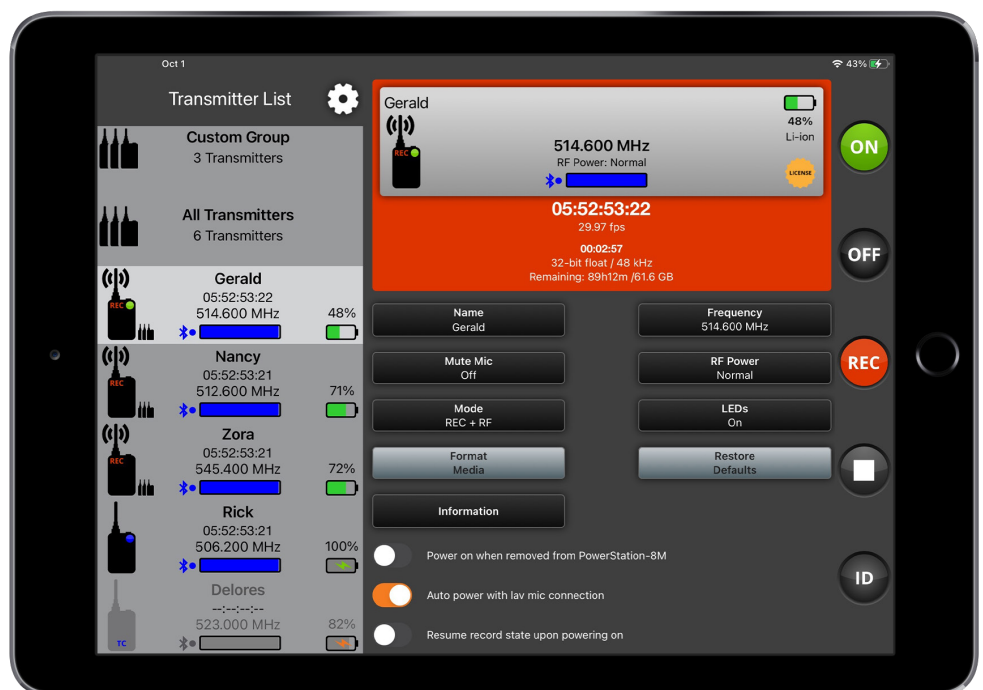 Oct 1
43%
Transmitter List
Custom Group
3 Transmitters
All Transmitters
6 Transmitters
REC
Gerald
05:52:53:22
514.600 MHz
48%
REC
Nancy
05:52:53:21
512.600 MHz
71%
REC
Zora
05:52:53:21
545.400 MHz
72%
Rick
05:52:53:21
506.200 MHz
100%
TC
Delores
--:--:--:--
523.000 MHz
82%
Gerald
REC
514.600 MHz
RF Power: Normal
48%
Li-ion
LICENSE
05:52:53:22
29.97 fps
00:02:57
32-bit float / 48 kHz
Remaining: 89h12m /61.6 GB
Name
Gerald
Frequency
514.600 MHz
Mute Mic
Off
RF Power
Normal
Mode
REC + RF
LEDs
On
Format
Media
Restore
Defaults
Information
Power on when removed from PowerStation-8M
Auto power with lav mic connection
Resume record state upon powering on
ON
OFF
REC
ID